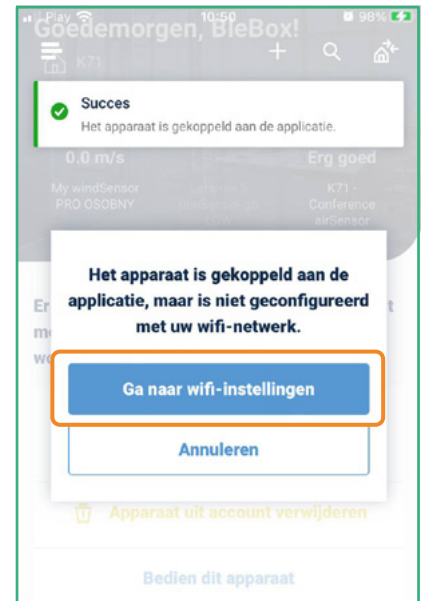 Play 10:50 98%
Goedemorgen, BleBox!
K71
Succes
Het apparaat is gekoppeld aan de applicatie.
0.0 m/s Erg goed
My windSensor K71 -
PRO OSOBNY Conference
airSensor
Het apparaat is gekoppeld aan de
applicatie, maar is niet geconfigureerd
met uw wifi-netwerk.
Er t
Ga naar wifi-instellingen
Annuleren
Apparaat uit account verwijderen
Bedien dit apparaat